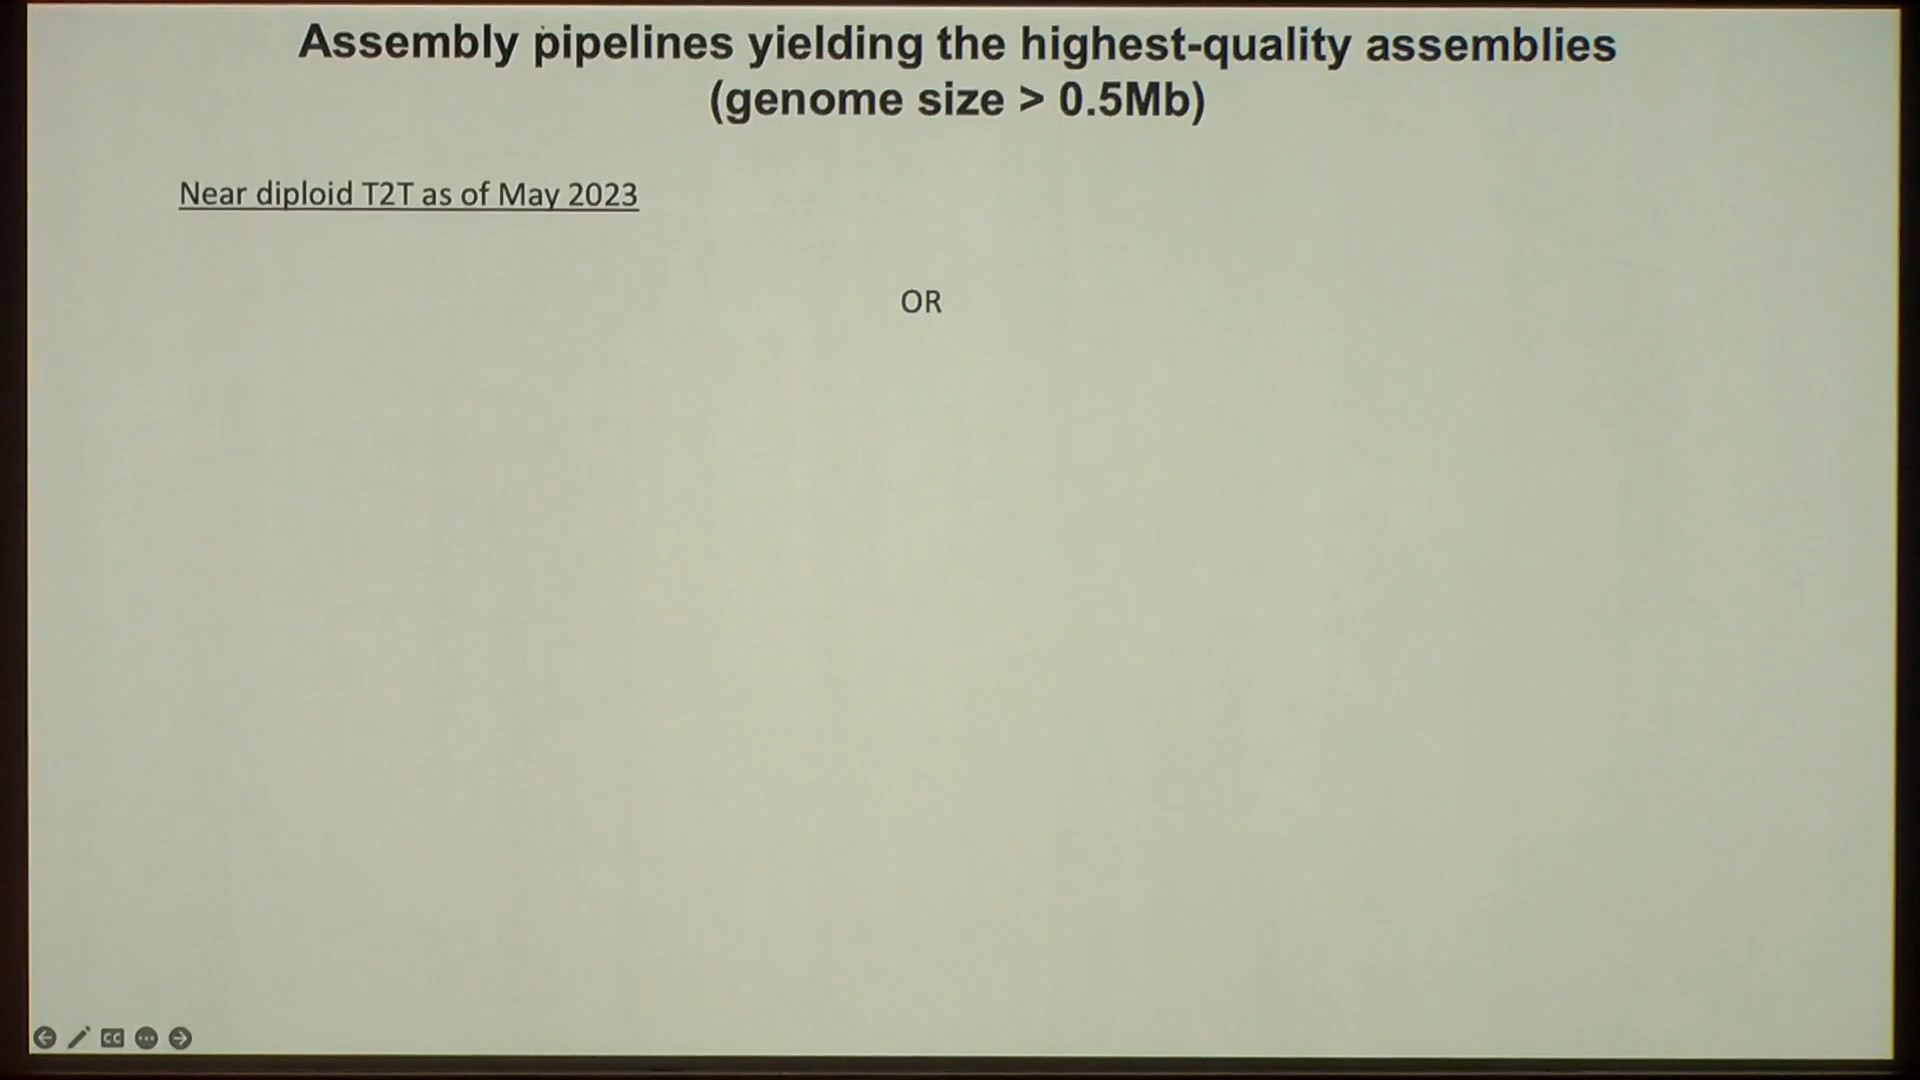 Assembly pipelines yielding the highest-quality assemblies
(genome size > 0.5Mb)
Near diploid T2T as of May 2023
OR
CC